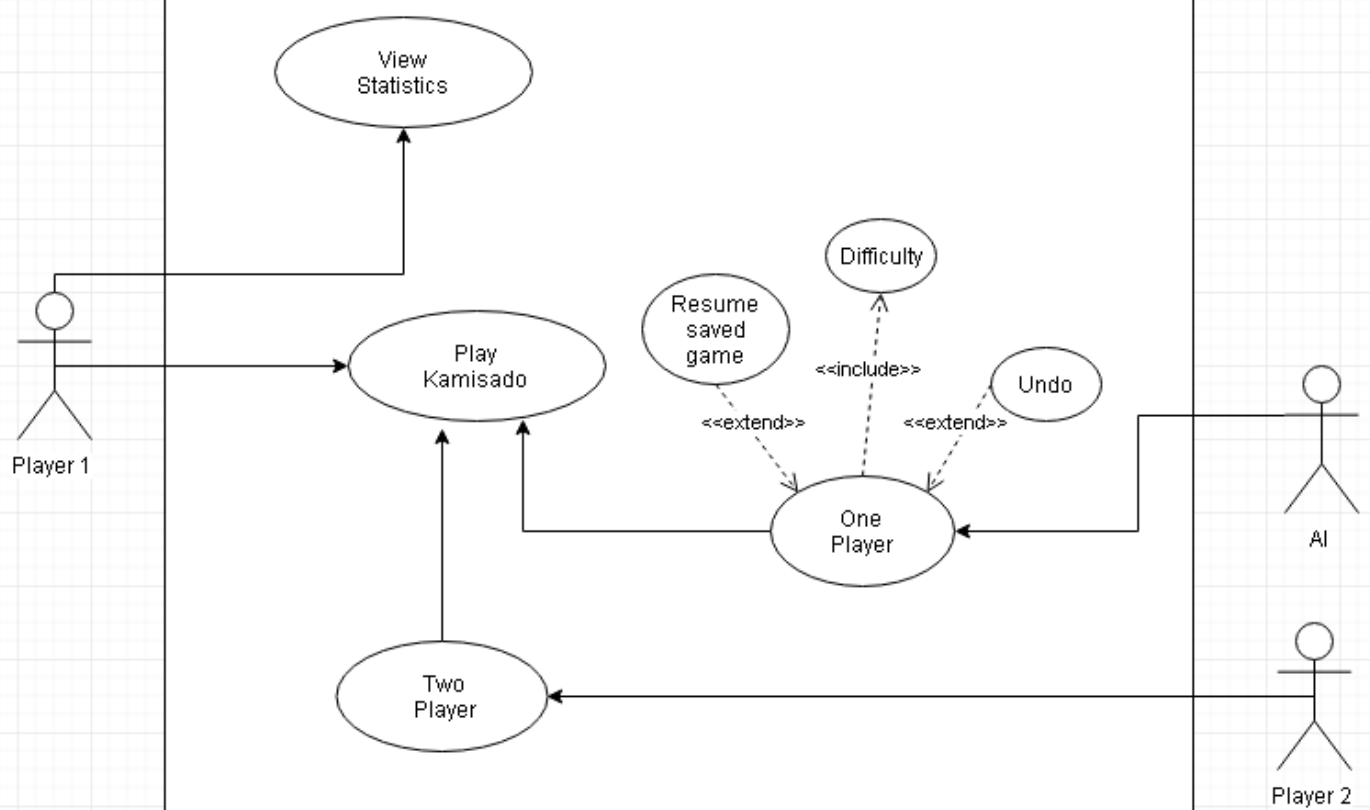 View
Statistics
Difficulty
Resume
saved
game
Play
Kamisado
<<include>>
Undo
<<extend>>
<<extend>>
Player 1
One
Player
AI
Two
Player
Player 2